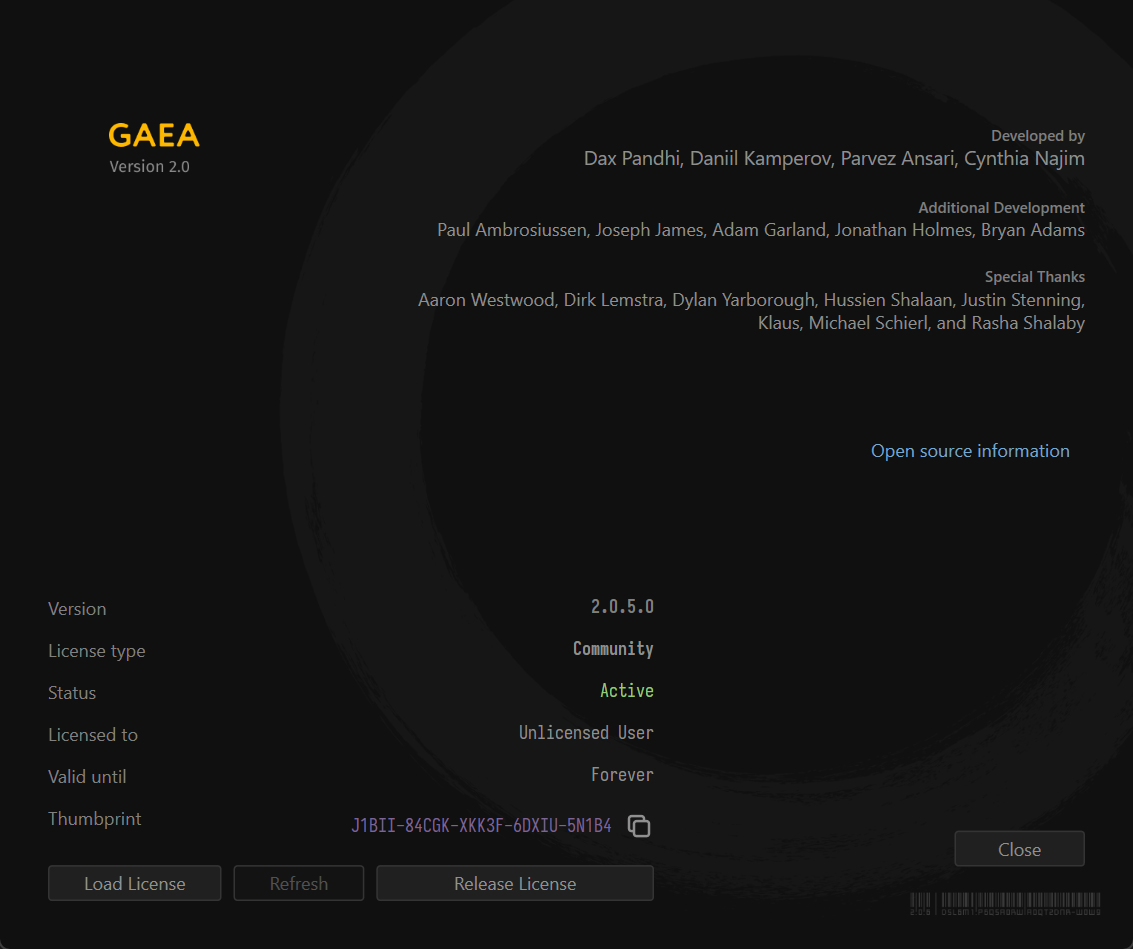 GAEA
Version 2.0
Developed by
Dax Pandhi, Daniil Kamperov, Parvez Ansari, Cynthia Najim
Additional Development
Paul Ambrosiussen, Joseph James, Adam Garland, Jonathan Holmes, Bryan Adams
Special Thanks
Aaron Westwood, Dirk Lemstra, Dylan Yarborough, Hussien Shalaan, Justin Stenning,
Klaus, Michael Schierl, and Rasha Shalaby
Open source information
Version 2.0.5.0
License type Community
Status Active
Licensed to Unlicensed User
Valid until Forever
Thumbprint J1BII-84CGK-XKK3F-6DXIU-5N1B4
Close
Load License Refresh Release License